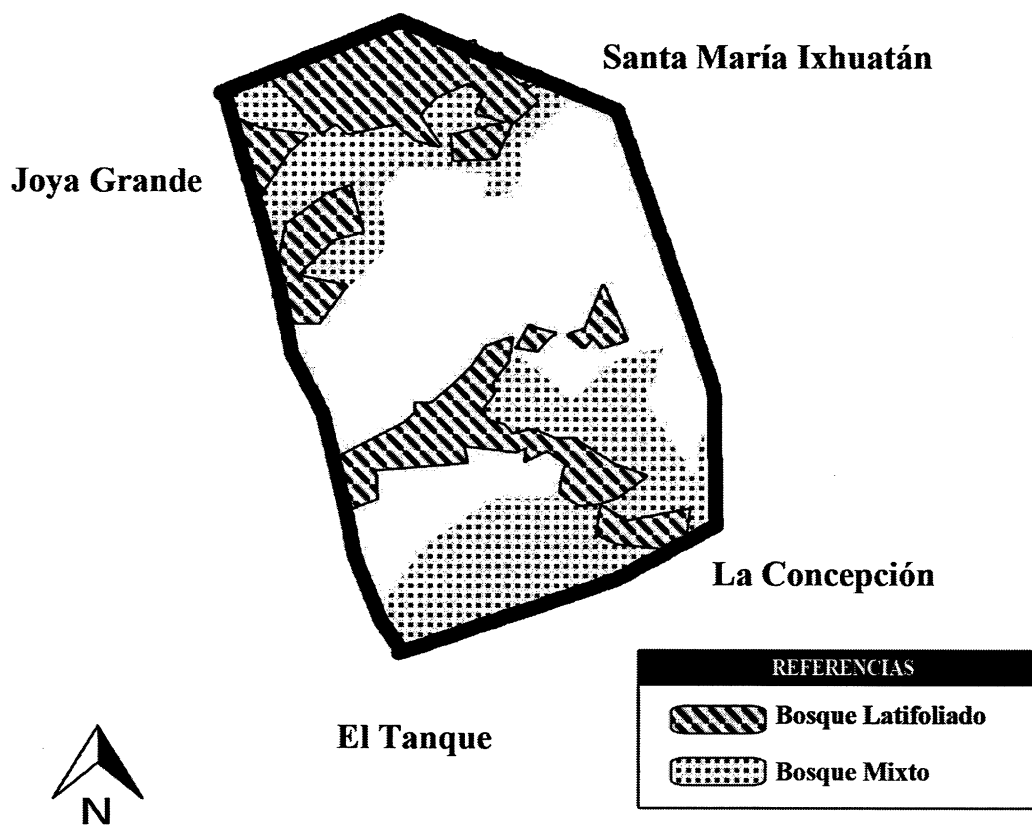 Santa María Ixhuatán
Joya Grande
La Concepción
El Tanque
N
REFERENCIAS
Bosque Latifoliado
Bosque Mixto